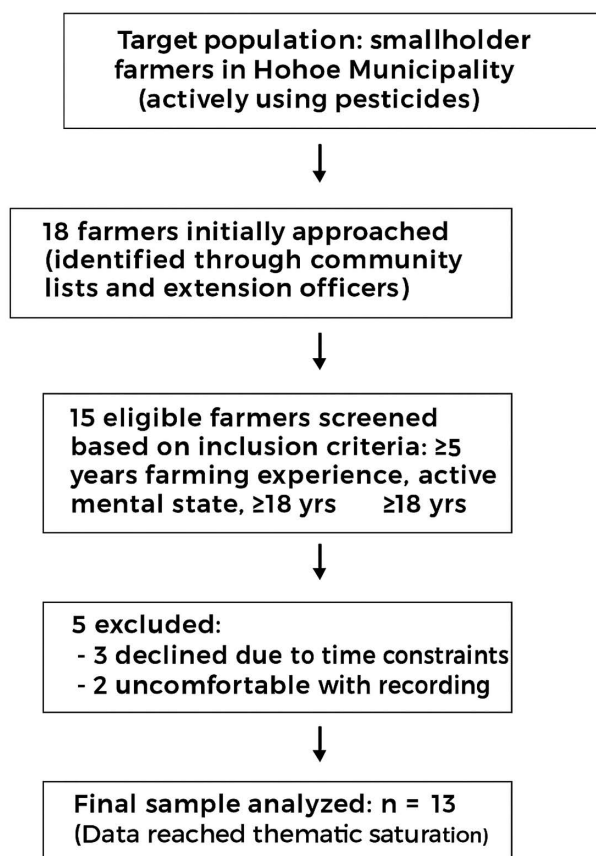 Target population: smallholder
farmers in Hohoe Municipality
(actively using pesticides)
18 farmers initially approached
(identified through community
lists and extension officers)
15 eligible farmers screened
based on inclusion criteria: ≥5
years farming experience, active
mental state, ≥18 yrs ≥18 yrs
5 excluded:
- 3 declined due to time constraints
- 2 uncomfortable with recording
Final sample analyzed: n = 13
(Data reached thematic saturation)